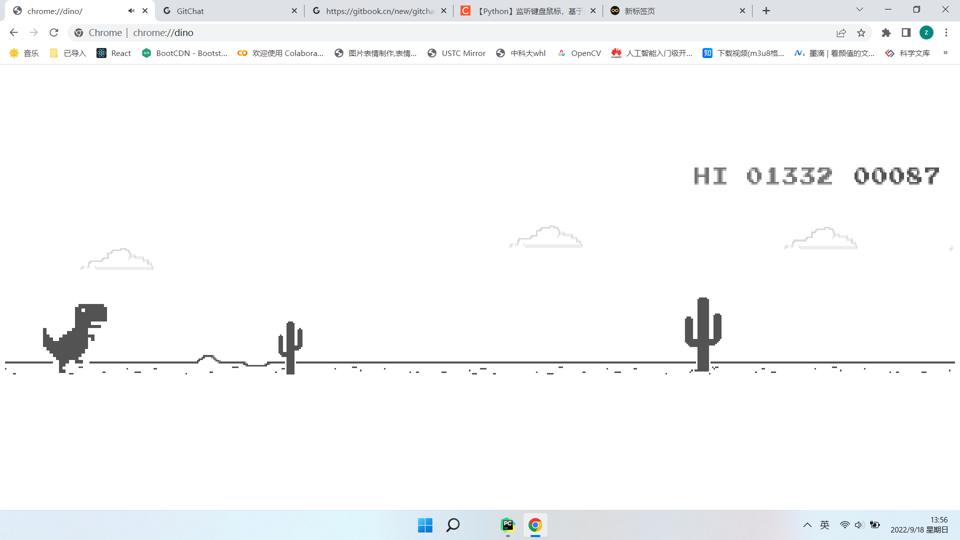 chrome://dino/
GitChat
https://gitbook.cn/new/gitcha
【Python】监听键盘鼠标，基于
新标签页
Chrome | chrome://dino
z
音乐
已导入
React
BootCDN - Bootst...
欢迎使用 Colabora...
图片表情制作,表情...
USTC Mirror
中科大whl
OpenCV
人工智能入门极开...
知 下载视频(m3u8格...
墨滴 | 看颜值的文...
科学文库
»
HI 01332 00087
PC
英
13:56
2022/9/18 星期日